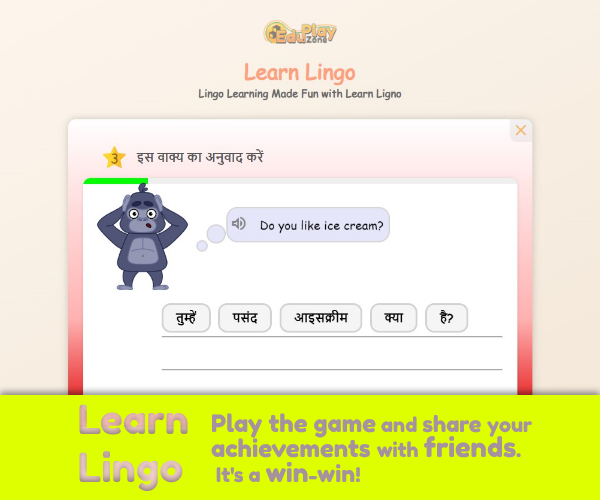 EduPlay
Zone
Learn Lingo
Lingo Learning Made Fun with Learn Ligno
3 इस वाक्य का अनुवाद करें
Do you like ice cream?
तुम्हें पसंद आइसक्रीम क्या है?
Learn
Lingo
Play the game and share your
achievements with friends.
It's a win-win!